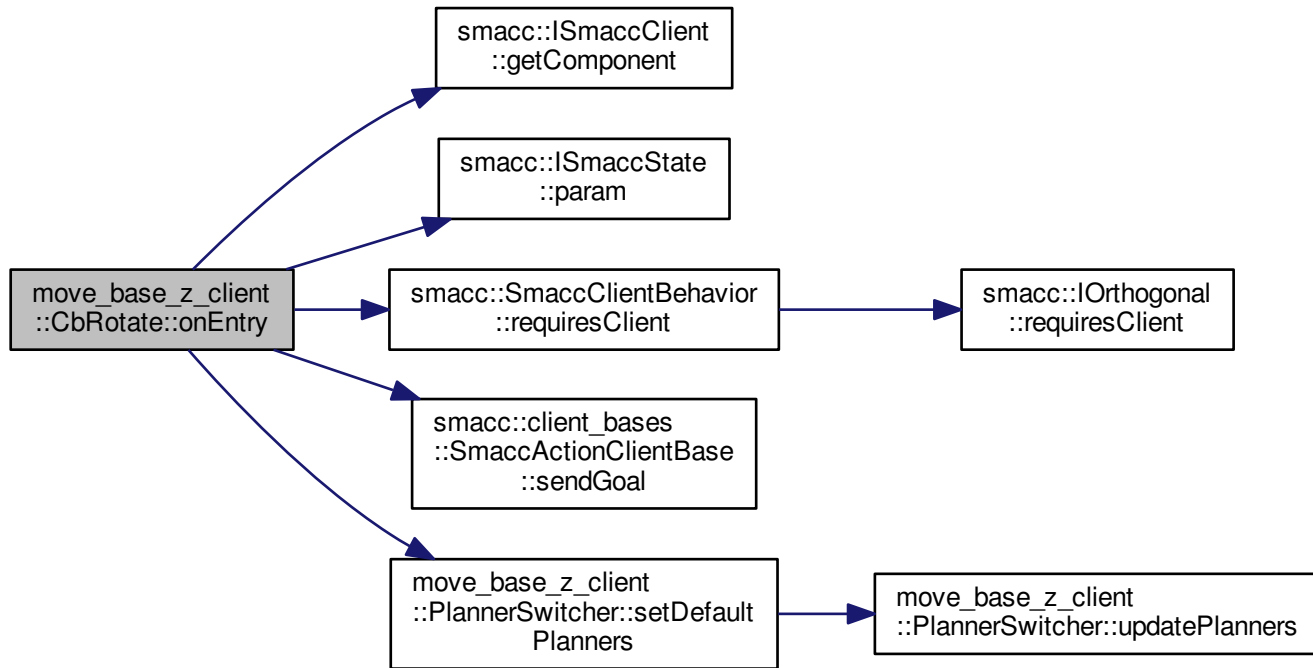 smacc::ISmaccClient
::getComponent
smacc::ISmaccState
::param
move_base_z_client
::CbRotate::onEntry
smacc::SmaccClientBehavior
::requiresClient
smacc::IOrthogonal
::requiresClient
smacc::client_bases
::SmaccActionClientBase
::sendGoal
move_base_z_client
::PlannerSwitcher::setDefault
Planners
move_base_z_client
::PlannerSwitcher::updatePlanners